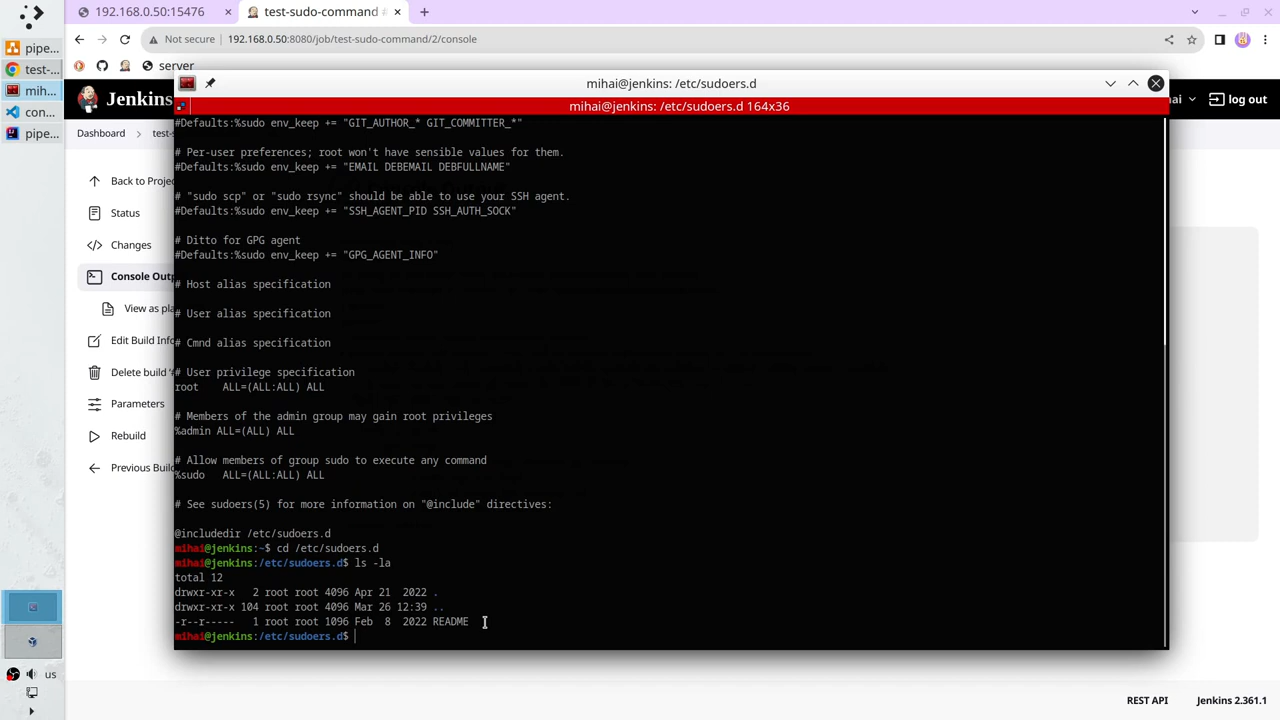 192.168.0.50:15476
test-sudo-command #
Not secure
192.168.0.50:8080/job/test-sudo-command/2/console
server
pipe...
test-...
mih...
con...
pipe...
us
mihai@jenkins: /etc/sudoers.d
mihai@jenkins: /etc/sudoers.d 164x36
Jenkins
log out
Dashboard
Back to Proje
Status
Changes
Console Out
View as pla
Edit Build Info
Delete build '
Parameters
Rebuild
Previous Build
#Defaults:%sudo env_keep += "GIT_AUTHOR_* GIT_COMMITTER_*"
# Per-user preferences; root won't have sensible values for them.
#Defaults:%sudo env_keep += "EMAIL DEBEMAIL DEBFULLNAME"
# "sudo scp" or "sudo rsync" should be able to use your SSH agent.
#Defaults:%sudo env_keep += "SSH_AGENT_PID SSH_AUTH_SOCK"
# Ditto for GPG agent
#Defaults:%sudo env_keep += "GPG_AGENT_INFO"
# Host alias specification
# User alias specification
# Cmnd alias specification
# User privilege specification
root    ALL=(ALL:ALL) ALL
# Members of the admin group may gain root privileges
%admin ALL=(ALL) ALL
# Allow members of group sudo to execute any command
%sudo   ALL=(ALL:ALL) ALL
# See sudoers(5) for more information on "@include" directives:
@includedir /etc/sudoers.d
mihai@jenkins:~$ cd /etc/sudoers.d
mihai@jenkins:/etc/sudoers.d$ ls -la
total 12
drwxr-xr-x   2 root root 4096 Apr 21  2022 .
drwxr-xr-x 104 root root 4096 Mar 26 12:39 ..
-r--r-----   1 root root 1096 Feb  8  2022 README
mihai@jenkins:/etc/sudoers.d$
REST API
Jenkins 2.361.1